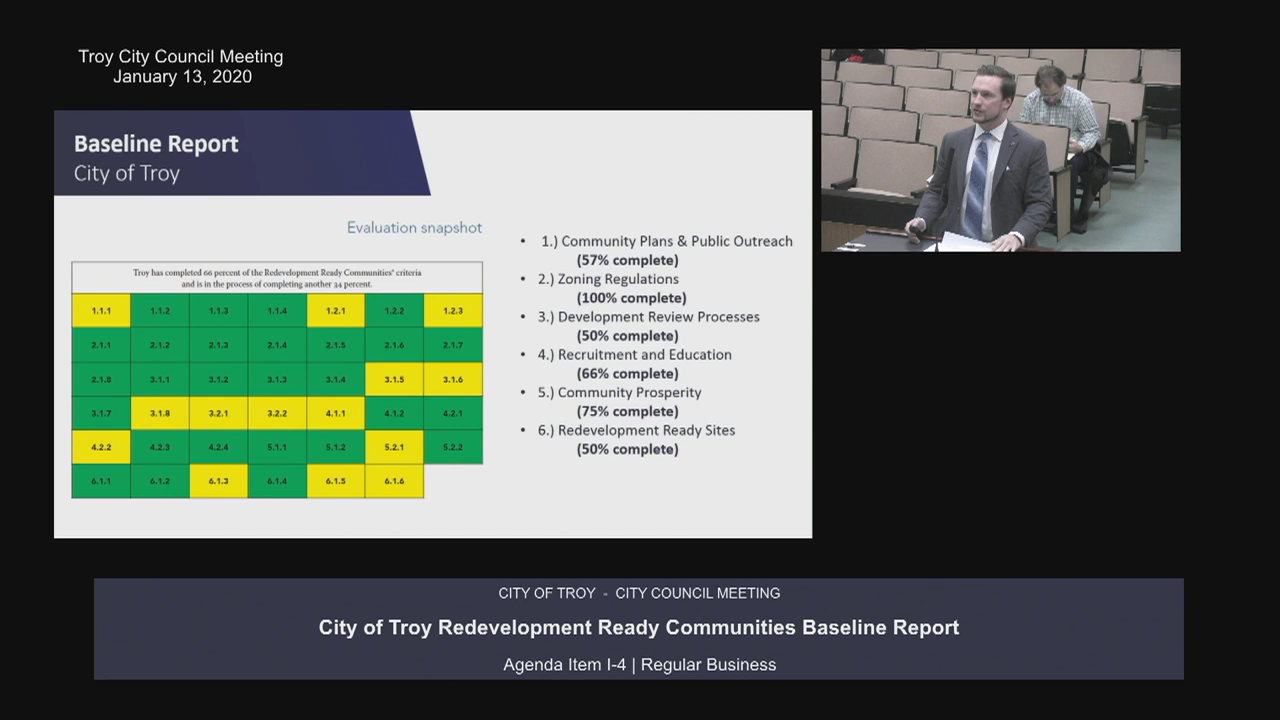 Troy City Council Meeting
January 13, 2020
Baseline Report
City of Troy
Evaluation snapshot
Troy has completed 66 percent of the Redevelopment Ready Communities' criteria
and is in the process of completing another 34 percent.
1.1.1 1.1.2 1.1.3 1.1.4 1.2.1 1.2.2 1.2.3
2.1.1 2.1.2 2.1.3 2.1.4 2.1.5 2.1.6 2.1.7
2.1.8 3.1.1 3.1.2 3.1.3 3.1.4 3.1.5 3.1.6
3.1.7 3.1.8 3.2.1 3.2.2 4.1.1 4.1.2 4.2.1
4.2.2 4.2.3 4.2.4 5.1.1 5.1.2 5.2.1 5.2.2
6.1.1 6.1.2 6.1.3 6.1.4 6.1.5 6.1.6
• 1.) Community Plans & Public Outreach
(57% complete)
• 2.) Zoning Regulations
(100% complete)
• 3.) Development Review Processes
(50% complete)
• 4.) Recruitment and Education
(66% complete)
• 5.) Community Prosperity
(75% complete)
• 6.) Redevelopment Ready Sites
(50% complete)
CITY OF TROY - CITY COUNCIL MEETING
City of Troy Redevelopment Ready Communities Baseline Report
Agenda Item I-4 | Regular Business